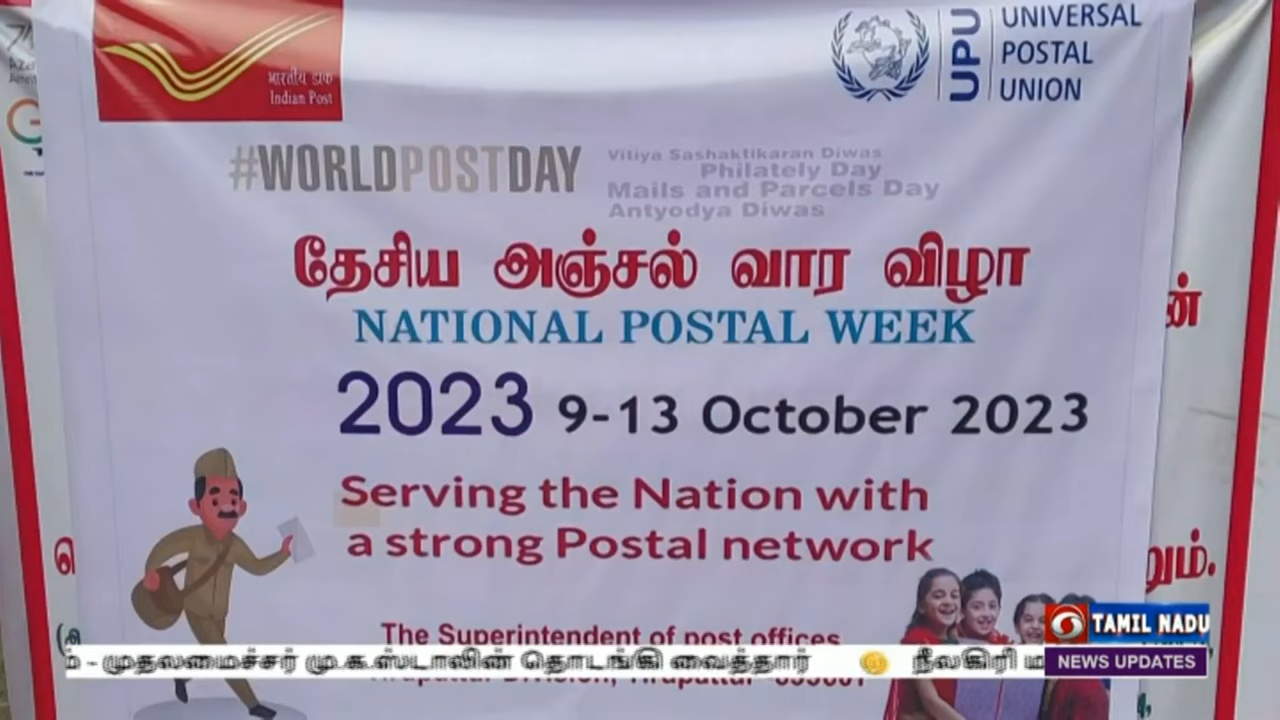 भारतीय डाक
Indian Post
UPU
UNIVERSAL
POSTAL
UNION
#WORLDPOSTDAY
Vitiya Sashaktikaran Diwas
Philately Day
Mails and Parcels Day
Antyodya Diwas
தேசிய அஞ்சல் வார விழா
NATIONAL POSTAL WEEK
2023 9-13 October 2023
Serving the Nation with
a strong Postal network
The Superintendent of post offices
- முதலமைச்சர் மு.க.ஸ்டாலின் தொடங்கி வைத்தார்
நீலகிரி
TAMIL NADU
NEWS UPDATES